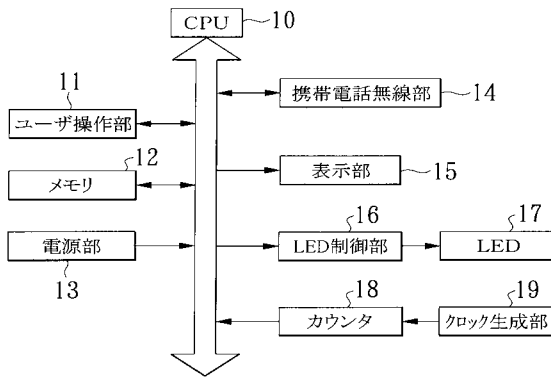 CPU
10
11
ユーザ操作部
携帯電話無線部
14
12
メモリ
表示部
15
16
17
電源部
13
LED制御部
LED
18
19
カウンタ
クロック生成部